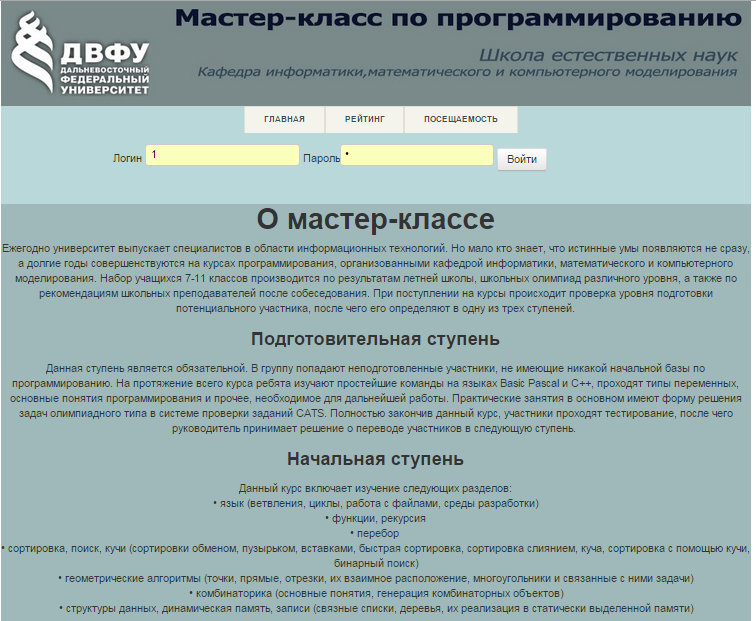 Мастер-класс по программированию
ДВФУ
ДАЛЬНЕВОСТОЧНЫЙ
ФЕДЕРАЛЬНЫЙ
УНИВЕРСИТЕТ
Школа естественных наук
Кафедра информатики,математического и компьютерного моделирования
ГЛАВНАЯ РЕЙТИНГ ПОСЕЩАЕМОСТЬ
Логин 1 Пароль • Войти
О мастер-классе
Ежегодно университет выпускает специалистов в области информационных технологий. Но мало кто знает, что истинные умы появляются не сразу,
а долгие годы совершенствуются на курсах программирования, организованными кафедрой информатики, математического и компьютерного
моделирования. Набор учащихся 7-11 классов производится по результатам летней школы, школьных олимпиад различного уровня, а также по
рекомендациям школьных преподавателей после собеседования. При поступлении на курсы происходит проверка уровня подготовки
потенциального участника, после чего его определяют в одну из трех ступеней.
Подготовительная ступень
Данная ступень является обязательной. В группу попадают неподготовленные участники, не имеющие никакой начальной базы по
программированию. На протяжение всего курса ребята изучают простейшие команды на языках Basic Pascal и C++, проходят типы переменных,
основные понятия программирования и прочее, необходимое для дальнейшей работы. Практические занятия в основном имеют форму решения
задач олимпиадного типа в системе проверки заданий CATS. Полностью закончив данный курс, участники проходят тестирование, после чего
руководитель принимает решение о переводе участников в следующую ступень.
Начальная ступень
Данный курс включает изучение следующих разделов:
• язык (ветвления, циклы, работа с файлами, среды разработки)
• функции, рекурсия
• перебор
• сортировка, поиск, кучи (сортировки обменом, пузырьком, вставками, быстрая сортировка, сортировка слиянием, куча, сортировка с помощью кучи,
бинарный поиск)
• геометрические алгоритмы (точки, прямые, отрезки, их взаимное расположение, многоугольники и связанные с ними задачи)
• комбинаторика (основные понятия, генерация комбинаторных объектов)
• структуры данных, динамическая память, записи (связные списки, деревья, их реализация в статически выделенной памяти)